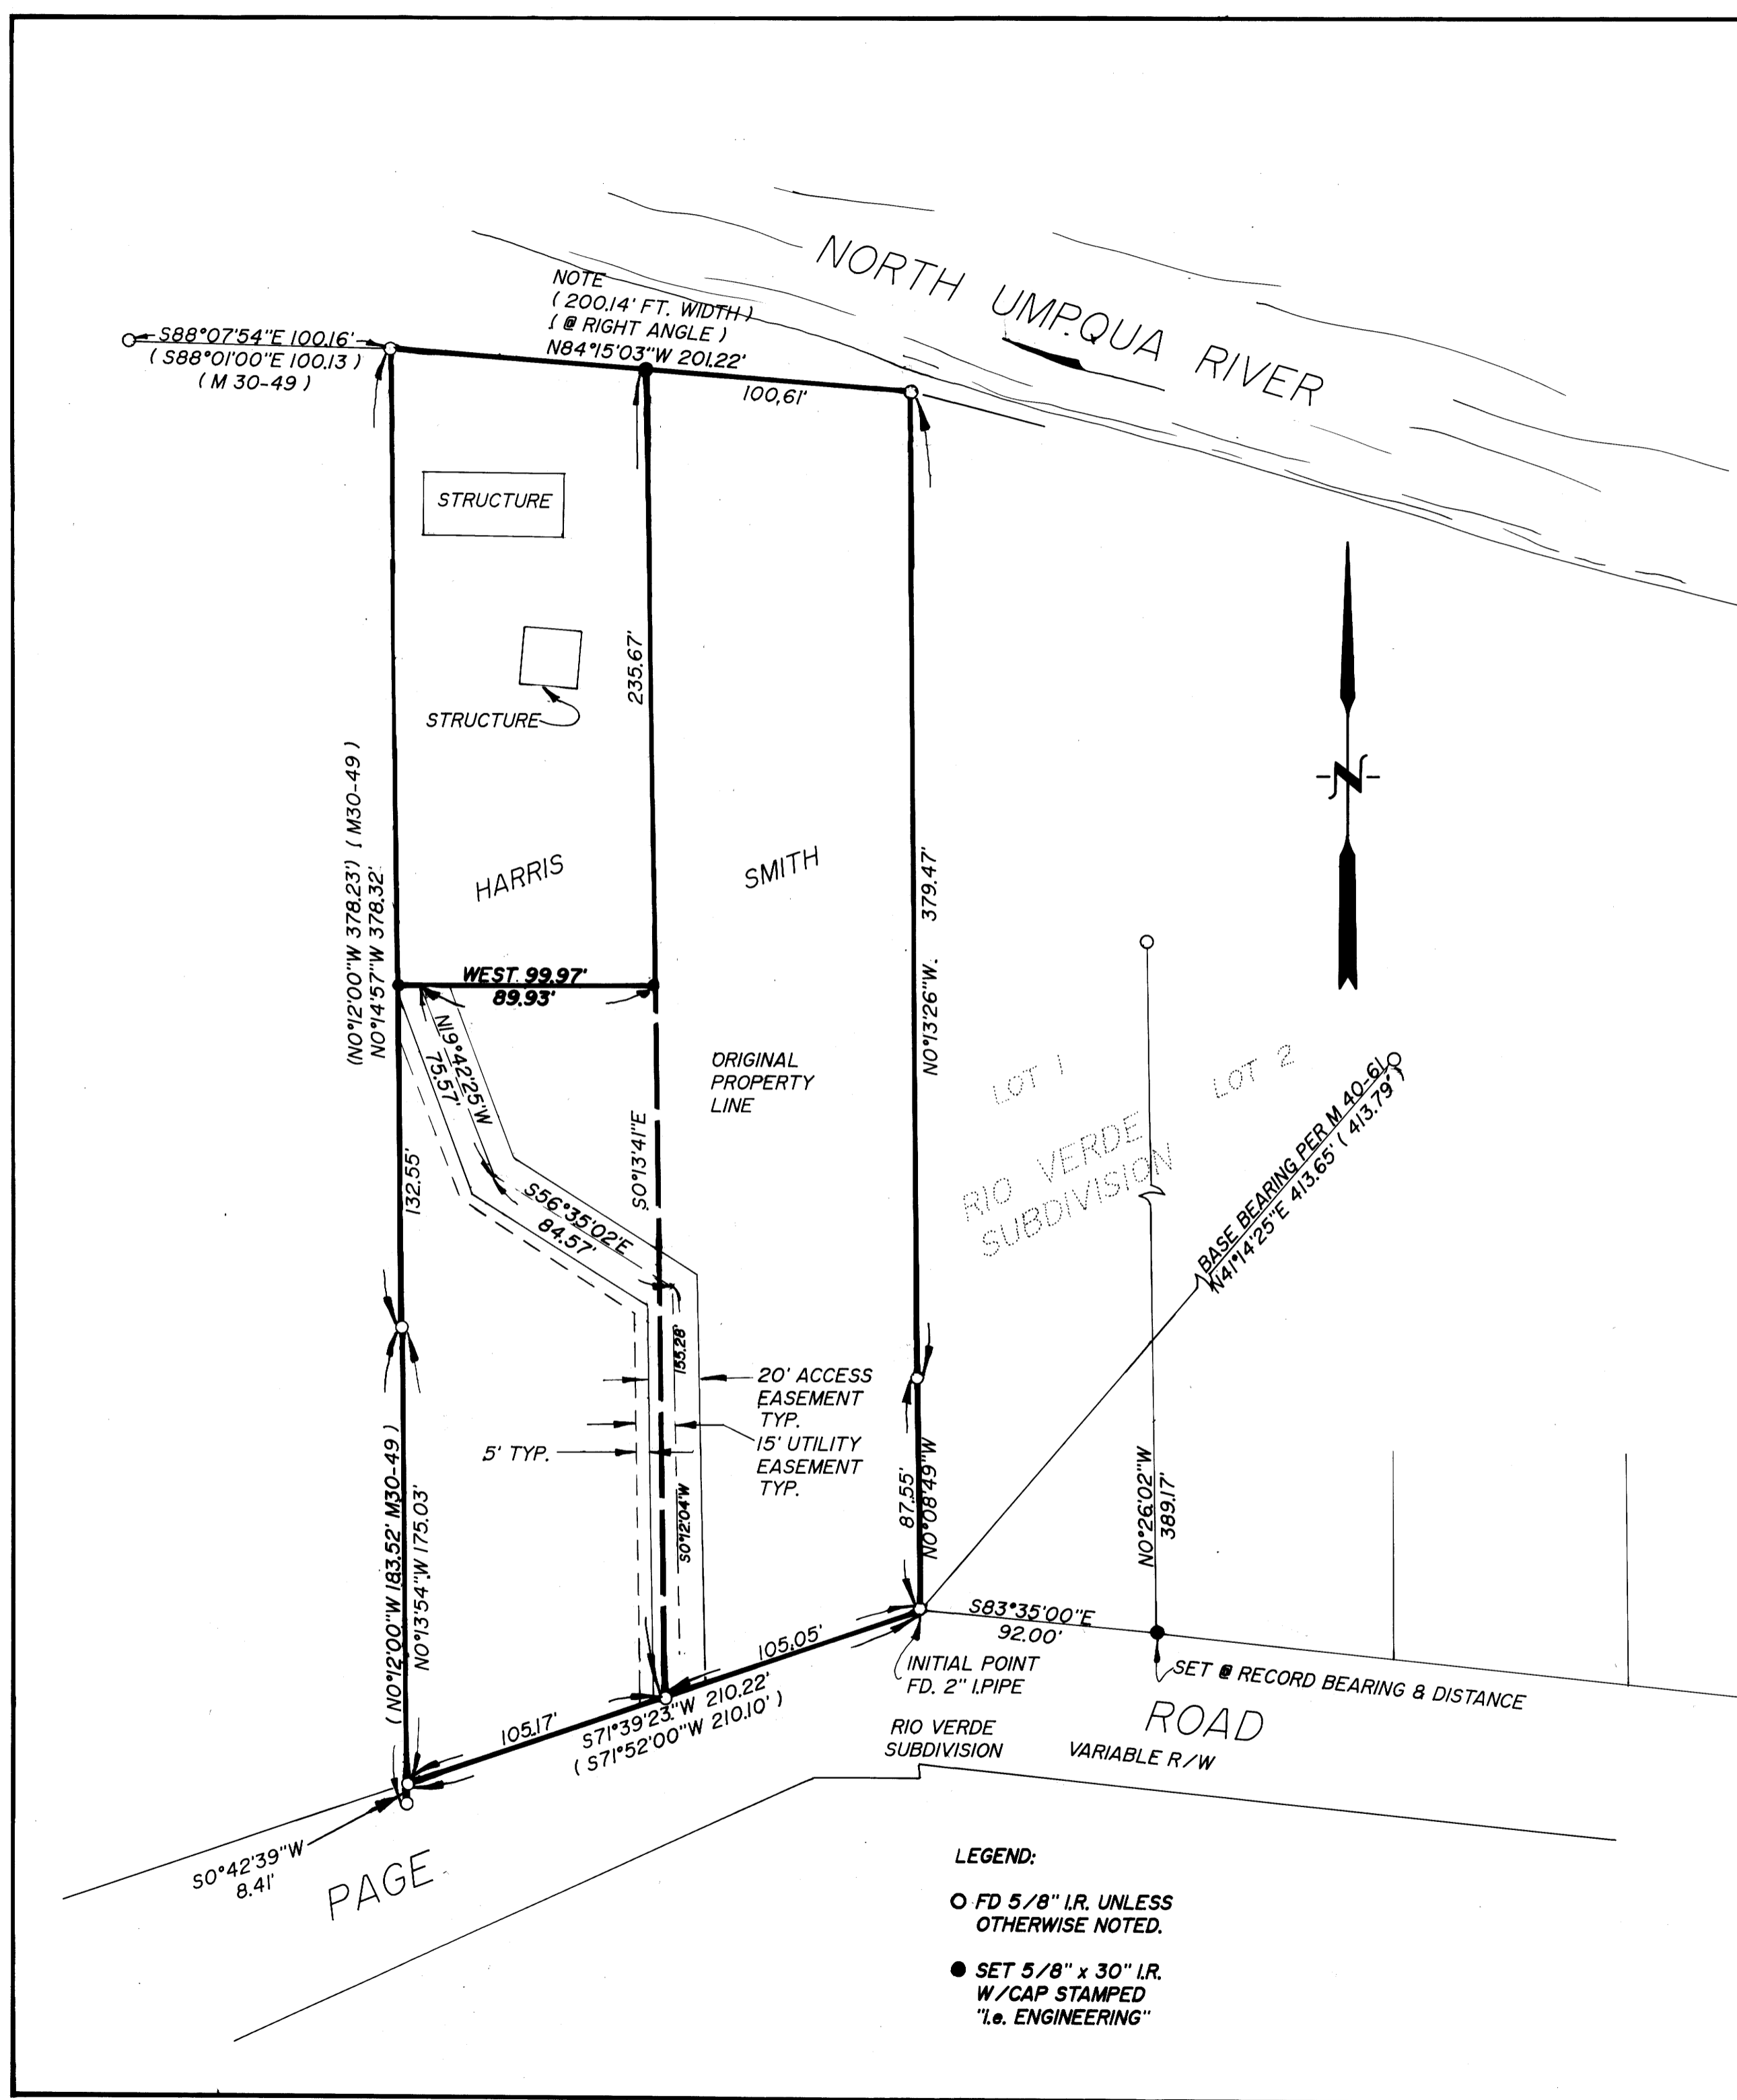 NORTH UMPQUA RIVER
NOTE
( 200.14' FT. WIDTH )
( @ RIGHT ANGLE )
N84°15'03"W 201.22'
100.61'
S88°07'54"E 100.16'
( S88°01'00"E 100.13 )
( M 30-49 )
STRUCTURE
STRUCTURE
235.67'
(N0°12'00"W 378.23') ( M30-49 )
N0°14'57"W 378.32'
HARRIS
SMITH
N0°13'26"W. 379.47'
WEST. 99.97'
89.93'
N19°42'25"W
75.57'
132.55'
S56°35'02"E
84.57'
S0°13'41"E
ORIGINAL
PROPERTY
LINE
LOT 1
LOT 2
RIO VERDE
SUBDIVISION
BASE BEARING PER M 40-61
N41°14'25"E 413.65' ( 413.79' )
155.28'
S0°12'04"W
20' ACCESS
EASEMENT
TYP.
15' UTILITY
EASEMENT
TYP.
5' TYP.
87.55'
N0°08'49"W
N0°26'02"W
389.17'
( N0°12'00"W 183.52' M30-49 )
N0°13'54"W 175.03'
S83°35'00"E
92.00'
105.05'
105.17'
S71°39'23"W 210.22'
( S71°52'00"W 210.10' )
INITIAL POINT
FD. 2" I.PIPE
RIO VERDE
SUBDIVISION
SET @ RECORD BEARING & DISTANCE
ROAD
VARIABLE R/W
S0°42'39"W
8.41'
PAGE
LEGEND:
FD 5/8" I.R. UNLESS
OTHERWISE NOTED.
SET 5/8" x 30" I.R.
W/CAP STAMPED
"i.e. ENGINEERING"
N